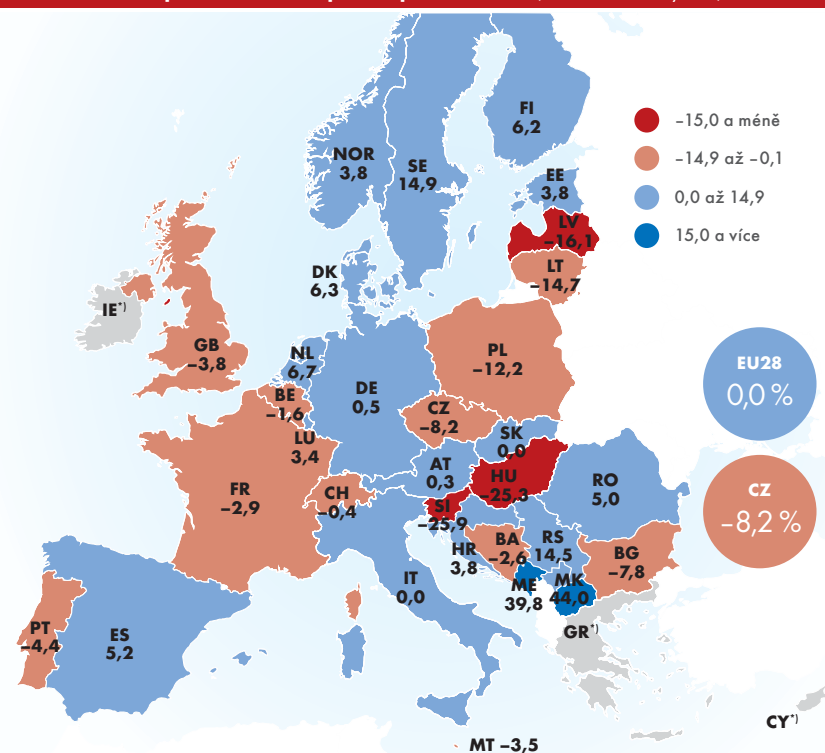 FI
6,2
NOR
3,8
SE
14,9
EE
3,8
LV
–16,1
LT
–14,7
–15,0 a méně
–14,9 až –0,1
0,0 až 14,9
15,0 a více
DK
6,3
IE*)
GB
–3,8
NL
6,7
BE
–1,6
LU
3,4
DE
0,5
PL
–12,2
CZ
–8,2
SK
0,0
AT
0,3
HU
–25,3
SI
–25,9
CH
–0,4
FR
–2,9
RO
5,0
HR
3,8
BA
–2,6
RS
14,5
BG
–7,8
ME
39,8
MK
44,0
IT
0,0
GR*)
PT
–4,4
ES
5,2
CY*)
MT –3,5
EU28
0,0 %
CZ
–8,2 %